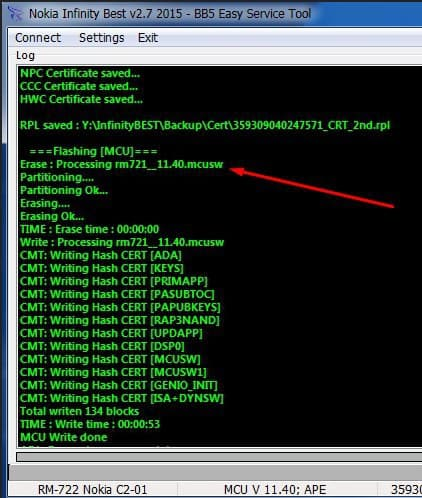 Nokia Infinity Best v2.7 2015 - BB5 Easy Service Tool
Connect Settings Exit
Log
NPC Certificate saved...
CCC Certificate saved...
HWC Certificate saved...
RPL saved : Y:\InfinityBEST\Backup\Cert\359309040247571_CRT_2nd.rpl
===Flashing [MCU]===
Erase : Processing rm721__11.40.mcusw
Partitioning....
Partitioning Ok...
Erasing....
Erasing Ok...
TIME : Erase time : 00:00:00
Write : Processing rm721__11.40.mcusw
CMT: Writing Hash CERT [ADA]
CMT: Writing Hash CERT [KEYS]
CMT: Writing Hash CERT [PRIMAPP]
CMT: Writing Hash CERT [PASUBTOC]
CMT: Writing Hash CERT [PAPUBKEYS]
CMT: Writing Hash CERT [RAP3NAND]
CMT: Writing Hash CERT [UPDAPP]
CMT: Writing Hash CERT [DSP0]
CMT: Writing Hash CERT [MCUSW]
CMT: Writing Hash CERT [MCUSW1]
CMT: Writing Hash CERT [GENIO_INIT]
CMT: Writing Hash CERT [ISA+DYNSW]
Total writen 134 blocks
TIME : Write time : 00:00:53
MCU Write done
RM-722 Nokia C2-01 MCU V 11.40; APE 35930